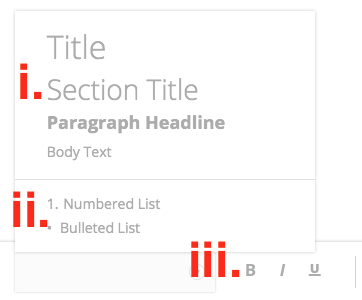 Title
i.
Section Title
Paragraph Headline
Body Text
1. Numbered List
ii.
• Bulleted List
iii. B I U